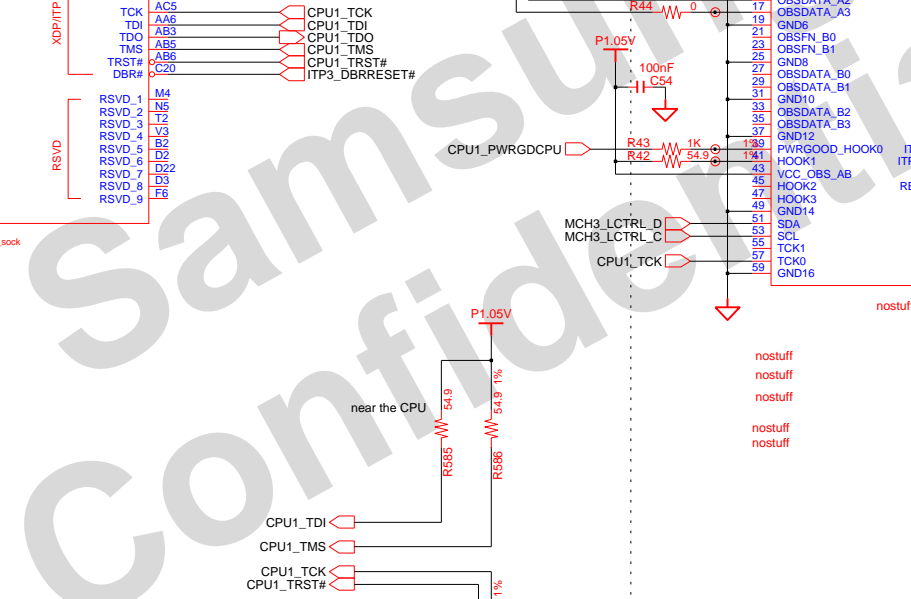 XDP/ITP
TCK AC5 CPU1_TCK
TDI AA6 CPU1_TDI
TDO AB3 CPU1_TDO
TMS AB5 CPU1_TMS
TRST# AB6 CPU1_TRST#
DBR# C20 ITP3_DBRRESET#
RSVD
RSVD_1 M4
RSVD_2 N5
RSVD_3 T2
RSVD_4 V3
RSVD_5 B2
RSVD_6 D2
RSVD_7 D22
RSVD_8 D3
RSVD_9 F6
sock
R44 0
P1.05V
100nF
C54
CPU1_PWRGDCPU
R43 1K 1%
R42 54.9 1%
MCH3_LCTRL_D
MCH3_LCTRL_C
CPU1_TCK
OBSDATA_A2
17 OBSDATA_A3
19 GND6
21 OBSFN_B0
23 OBSFN_B1
25 GND8
27 OBSDATA_B0
29 OBSDATA_B1
31 GND10
33 OBSDATA_B2
35 OBSDATA_B3
37 GND12
39 PWRGOOD_HOOK0
41 HOOK1
43 VCC_OBS_AB
45 HOOK2
47 HOOK3
49 GND14
51 SDA
53 SCL
55 TCK1
57 TCK0
59 GND16
nostuff
nostuff
nostuff
nostuff
nostuff
P1.05V
near the CPU
54.9
R585
54.9 1%
R586
CPU1_TDI
CPU1_TMS
CPU1_TCK
CPU1_TRST#
1%
Samsung
Confidential